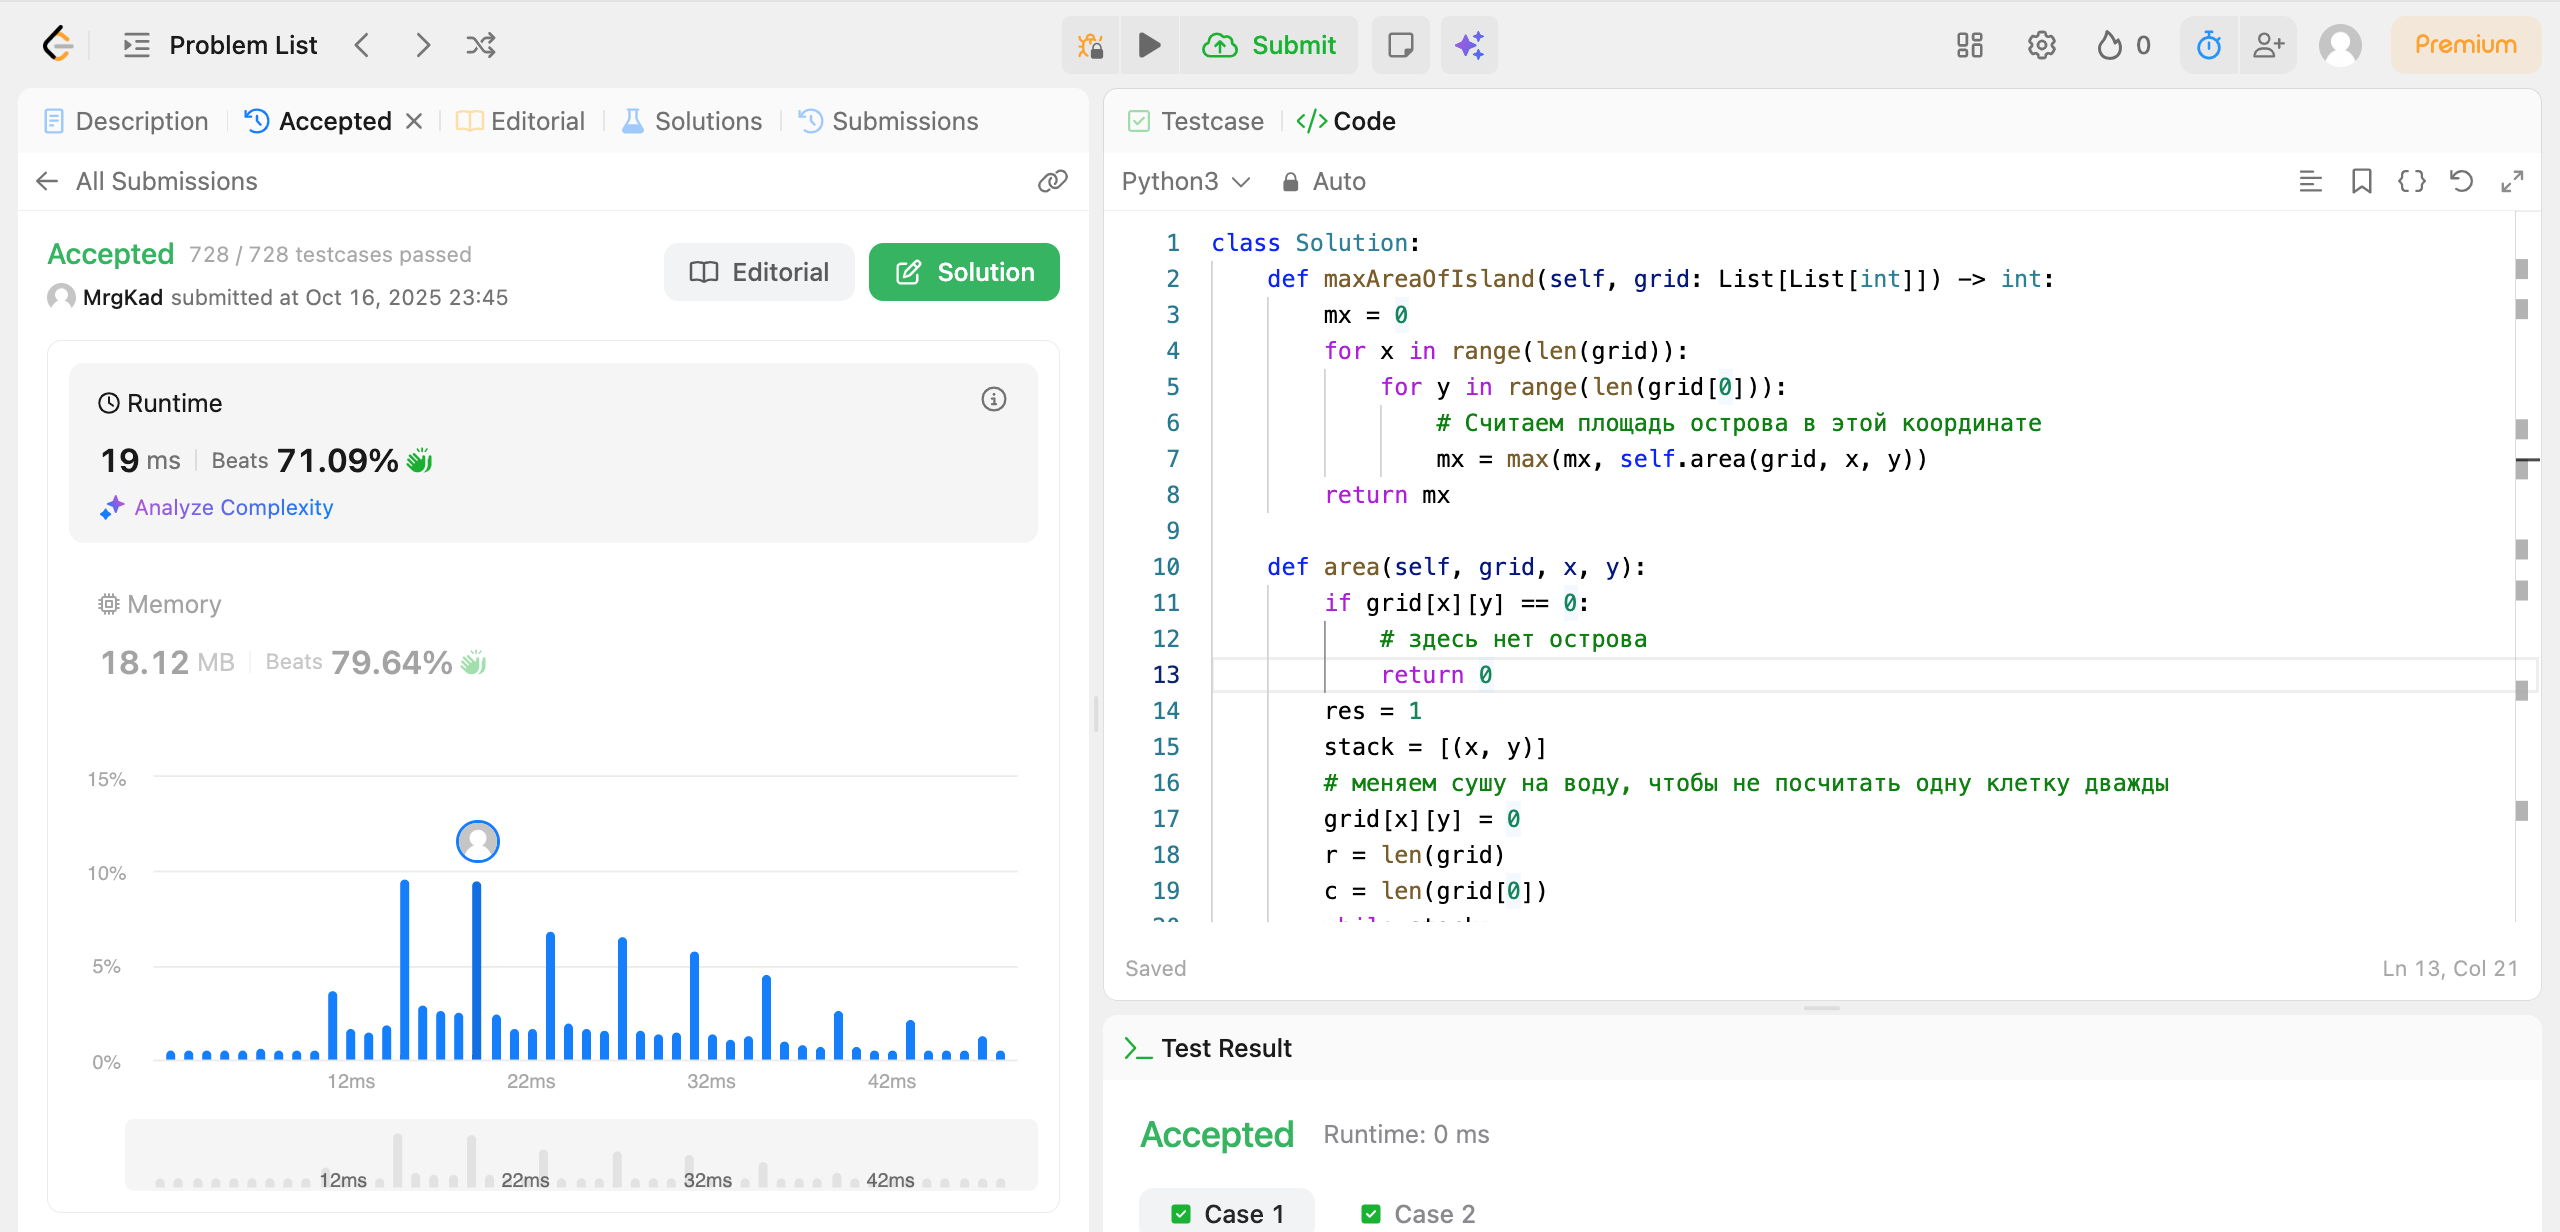 Problem List
Submit
0
Premium
Description
Accepted
Editorial
Solutions
Submissions
All Submissions
Accepted 728 / 728 testcases passed
MrgKad submitted at Oct 16, 2025 23:45
Editorial
Solution
Runtime
19 ms Beats 71.09%
Analyze Complexity
Memory
18.12 MB Beats 79.64%
15%
10%
5%
0%
12ms 22ms 32ms 42ms
12ms 22ms 32ms 42ms
Testcase
</> Code
Python3 Auto
1 class Solution:
2 def maxAreaOfIsland(self, grid: List[List[int]]) -> int:
3 mx = 0
4 for x in range(len(grid)):
5 for y in range(len(grid[0])):
6 # Считаем площадь острова в этой координате
7 mx = max(mx, self.area(grid, x, y))
8 return mx
9
10 def area(self, grid, x, y):
11 if grid[x][y] == 0:
12 # здесь нет острова
13 return 0
14 res = 1
15 stack = [(x, y)]
16 # меняем сушу на воду, чтобы не посчитать одну клетку дважды
17 grid[x][y] = 0
18 r = len(grid)
19 c = len(grid[0])
Saved
Ln 13, Col 21
Test Result
Accepted Runtime: 0 ms
Case 1 Case 2